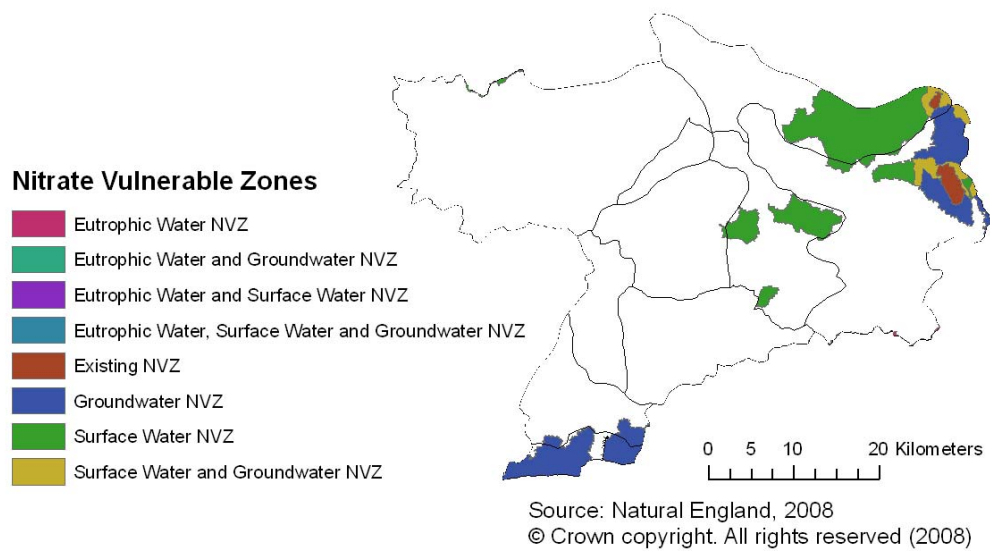 Nitrate Vulnerable Zones
Eutrophic Water NVZ
Eutrophic Water and Groundwater NVZ
Eutrophic Water and Surface Water NVZ
Eutrophic Water, Surface Water and Groundwater NVZ
Existing NVZ
Groundwater NVZ
Surface Water NVZ
Surface Water and Groundwater NVZ
0 5 10 20 Kilometers
Source: Natural England, 2008
© Crown copyright. All rights reserved (2008)